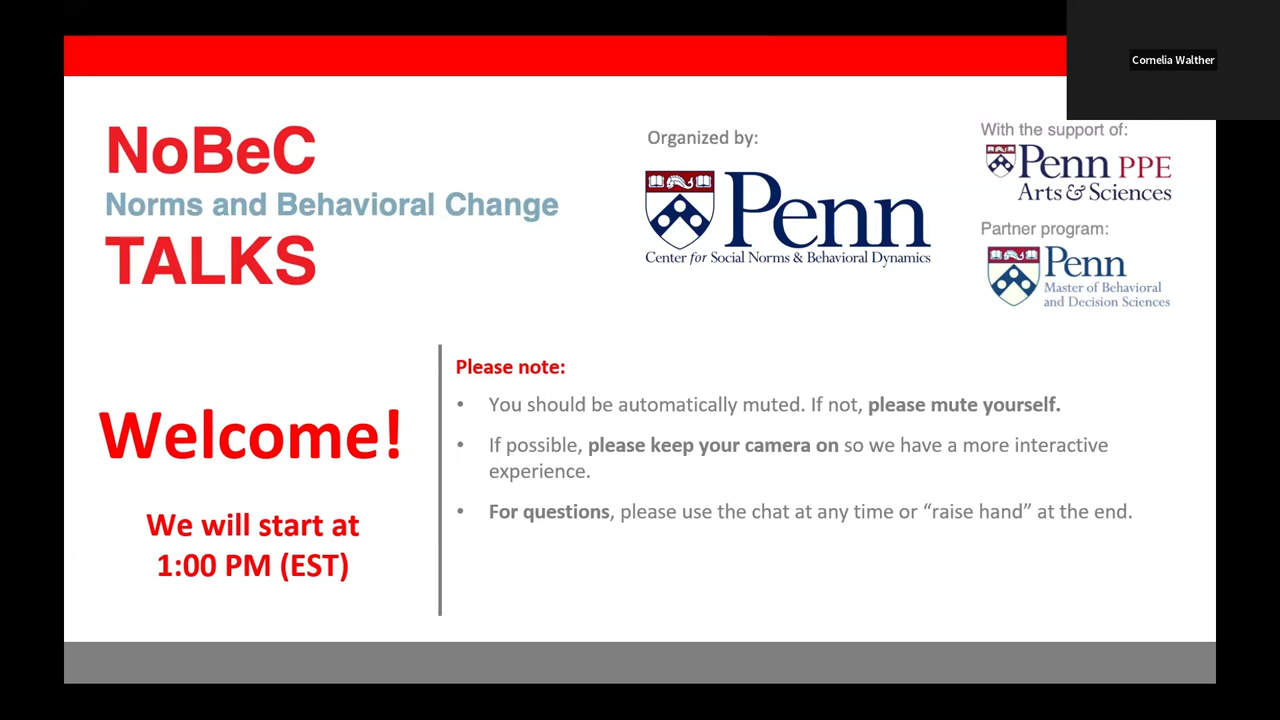 Cornelia Walther
NoBeC
Norms and Behavioral Change
TALKS
Organized by:
Penn
Center for Social Norms & Behavioral Dynamics
With the support of:
Penn PPE
Arts & Sciences
Partner program:
Penn
Master of Behavioral
and Decision Sciences
Welcome!
We will start at
1:00 PM (EST)
Please note:
• You should be automatically muted. If not, please mute yourself.
• If possible, please keep your camera on so we have a more interactive
experience.
• For questions, please use the chat at any time or “raise hand” at the end.